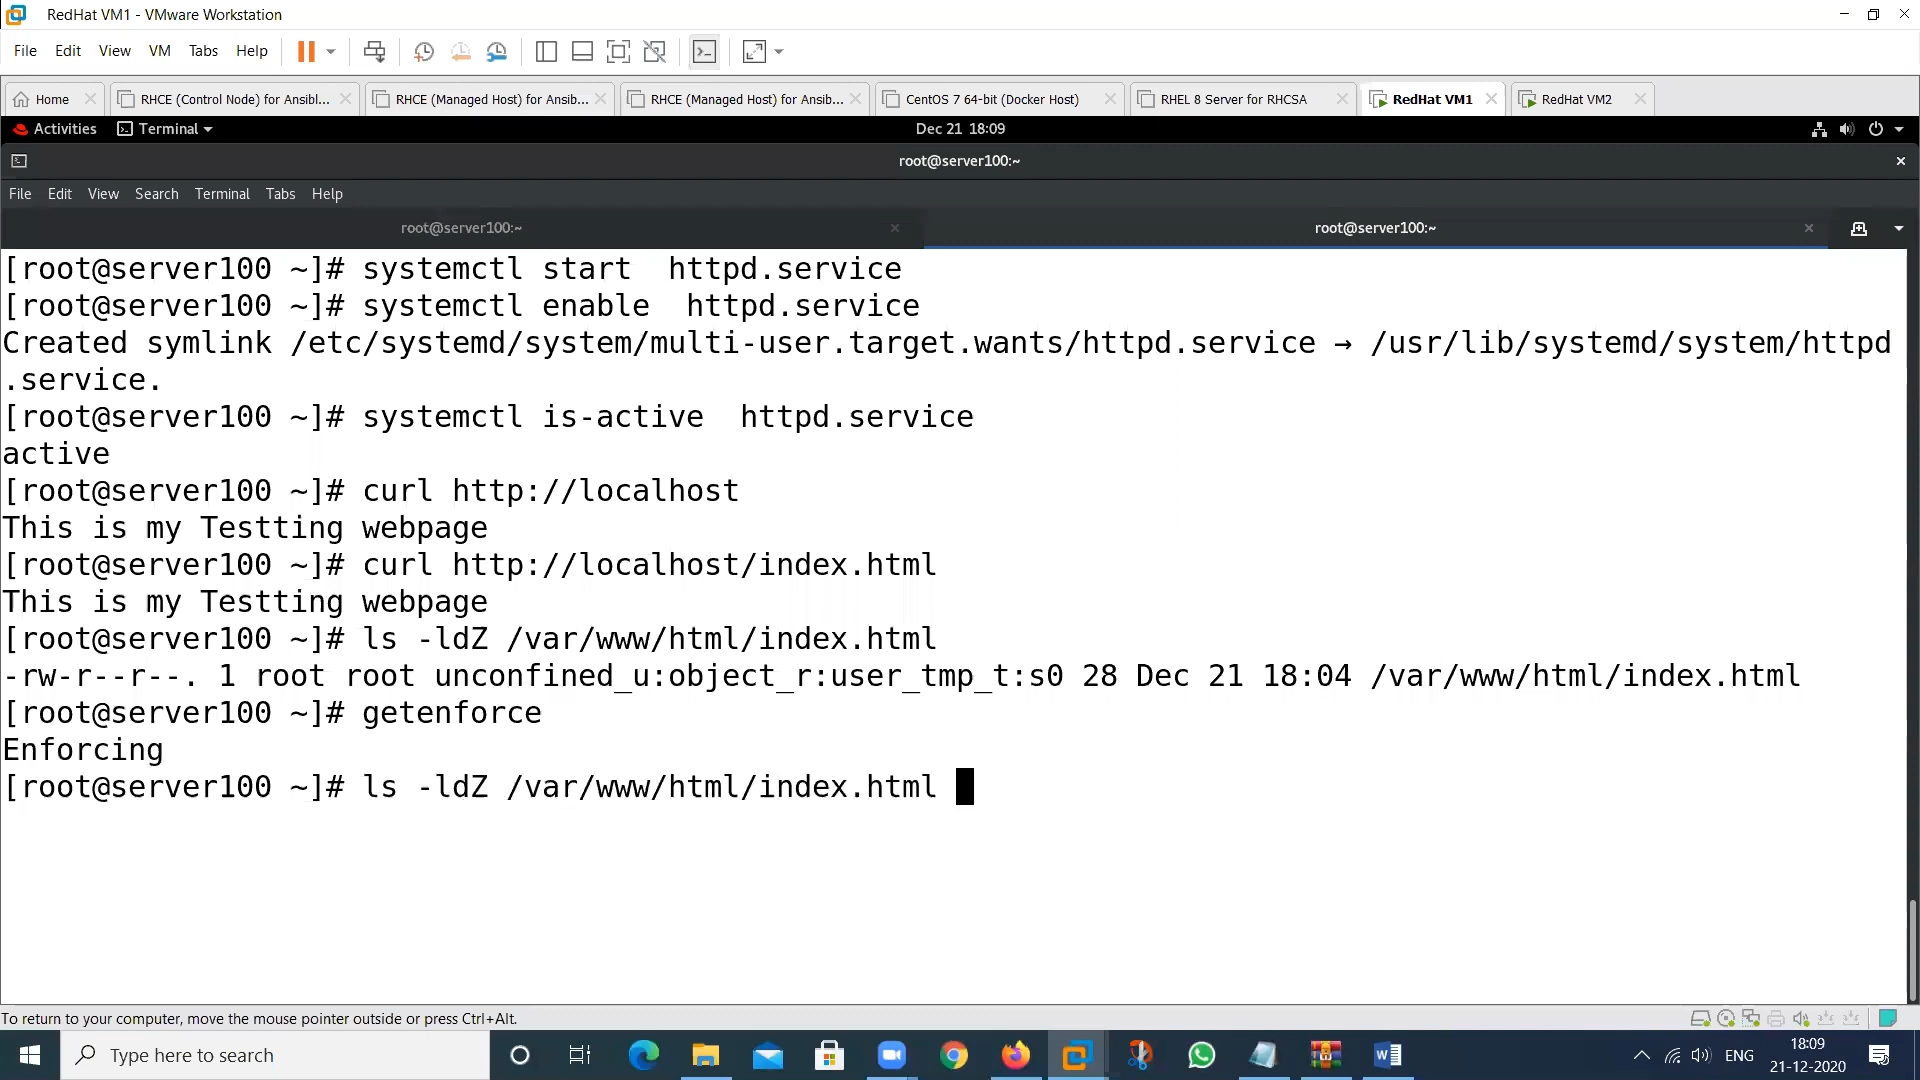 RedHat VM1 - VMware Workstation
File Edit View VM Tabs Help
Home RHCE (Control Node) for Ansibl... RHCE (Managed Host) for Ansib... RHCE (Managed Host) for Ansib... CentOS 7 64-bit (Docker Host) RHEL 8 Server for RHCSA RedHat VM1 RedHat VM2
Activities Terminal Dec 21 18:09
root@server100:~
File Edit View Search Terminal Tabs Help
root@server100:~ root@server100:~
[root@server100 ~]# systemctl start  httpd.service
[root@server100 ~]# systemctl enable  httpd.service
Created symlink /etc/systemd/system/multi-user.target.wants/httpd.service → /usr/lib/systemd/system/httpd
.service.
[root@server100 ~]# systemctl is-active  httpd.service
active
[root@server100 ~]# curl http://localhost
This is my Testting webpage
[root@server100 ~]# curl http://localhost/index.html
This is my Testting webpage
[root@server100 ~]# ls -ldZ /var/www/html/index.html
-rw-r--r--. 1 root root unconfined_u:object_r:user_tmp_t:s0 28 Dec 21 18:04 /var/www/html/index.html
[root@server100 ~]# getenforce
Enforcing
[root@server100 ~]# ls -ldZ /var/www/html/index.html
To return to your computer, move the mouse pointer outside or press Ctrl+Alt.
Type here to search
ENG
18:09
21-12-2020